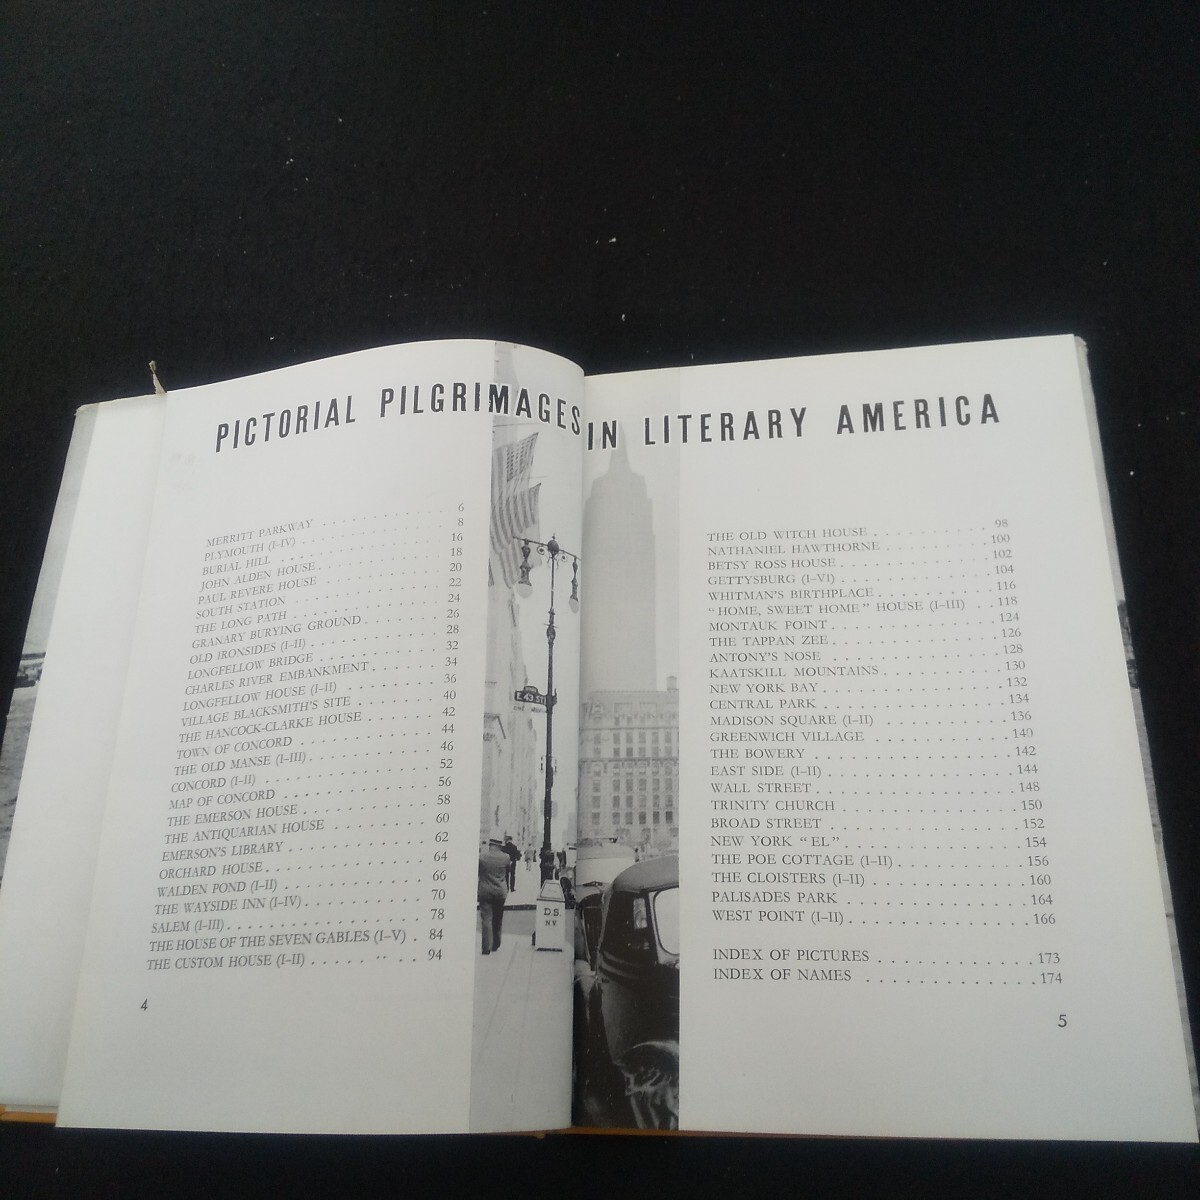 PICTORIAL PILGRIMAGES IN LITERARY AMERICA
MERRITT PARKWAY . . . . . . . . . . . 6
PLYMOUTH (I–IV) . . . . . . . . . . . . 8
BURIAL HILL . . . . . . . . . . . . . 16
JOHN ALDEN HOUSE . . . . . . . . . . . 18
PAUL REVERE HOUSE . . . . . . . . . . 20
SOUTH STATION . . . . . . . . . . . . 22
THE LONG PATH . . . . . . . . . . . . 24
GRANARY BURYING GROUND . . . . . . . 26
OLD IRONSIDES (I–II) . . . . . . . . . . 28
LONGFELLOW BRIDGE . . . . . . . . . . 32
CHARLES RIVER EMBANKMENT . . . . . . 34
LONGFELLOW HOUSE (I–II) . . . . . . . . 36
VILLAGE BLACKSMITH'S SITE . . . . . . . 40
THE HANCOCK-CLARKE HOUSE . . . . . . 42
TOWN OF CONCORD . . . . . . . . . . . 44
THE OLD MANSE (I–III) . . . . . . . . . . 46
CONCORD (I–II) . . . . . . . . . . . . . 52
MAP OF CONCORD . . . . . . . . . . . . 56
THE EMERSON HOUSE . . . . . . . . . . 58
THE ANTIQUARIAN HOUSE . . . . . . . . 60
EMERSON'S LIBRARY . . . . . . . . . . . 62
ORCHARD HOUSE . . . . . . . . . . . . . 64
WALDEN POND (I–II) . . . . . . . . . . . 66
THE WAYSIDE INN (I–IV) . . . . . . . . . 70
SALEM (I–III) . . . . . . . . . . . . . . . 78
THE HOUSE OF THE SEVEN GABLES (I–V) . 84
THE CUSTOM HOUSE (I–II) . . . . . . . . 94
4
E 43 ST
D.S.
N.Y.
THE OLD WITCH HOUSE . . . . . . . . . 98
NATHANIEL HAWTHORNE . . . . . . . . 100
BETSY ROSS HOUSE . . . . . . . . . . . 102
GETTYSBURG (I–VI) . . . . . . . . . . . 104
WHITMAN'S BIRTHPLACE . . . . . . . . . 116
"HOME, SWEET HOME" HOUSE (I–III) . . 118
MONTAUK POINT . . . . . . . . . . . . 124
THE TAPPAN ZEE . . . . . . . . . . . . 126
ANTONY'S NOSE . . . . . . . . . . . . 128
KAATSKILL MOUNTAINS . . . . . . . . . 130
NEW YORK BAY . . . . . . . . . . . . . 132
CENTRAL PARK . . . . . . . . . . . . . 134
MADISON SQUARE (I–II) . . . . . . . . . 136
GREENWICH VILLAGE . . . . . . . . . . 140
THE BOWERY . . . . . . . . . . . . . . 142
EAST SIDE (I–II) . . . . . . . . . . . . . 144
WALL STREET . . . . . . . . . . . . . . 148
TRINITY CHURCH . . . . . . . . . . . . 150
BROAD STREET . . . . . . . . . . . . . 152
NEW YORK "EL" . . . . . . . . . . . . . 154
THE POE COTTAGE (I–II) . . . . . . . . . 156
THE CLOISTERS (I–II) . . . . . . . . . . . 160
PALISADES PARK . . . . . . . . . . . . . 164
WEST POINT (I–II) . . . . . . . . . . . . 166
INDEX OF PICTURES . . . . . . . . . . . 173
INDEX OF NAMES . . . . . . . . . . . . 174
5